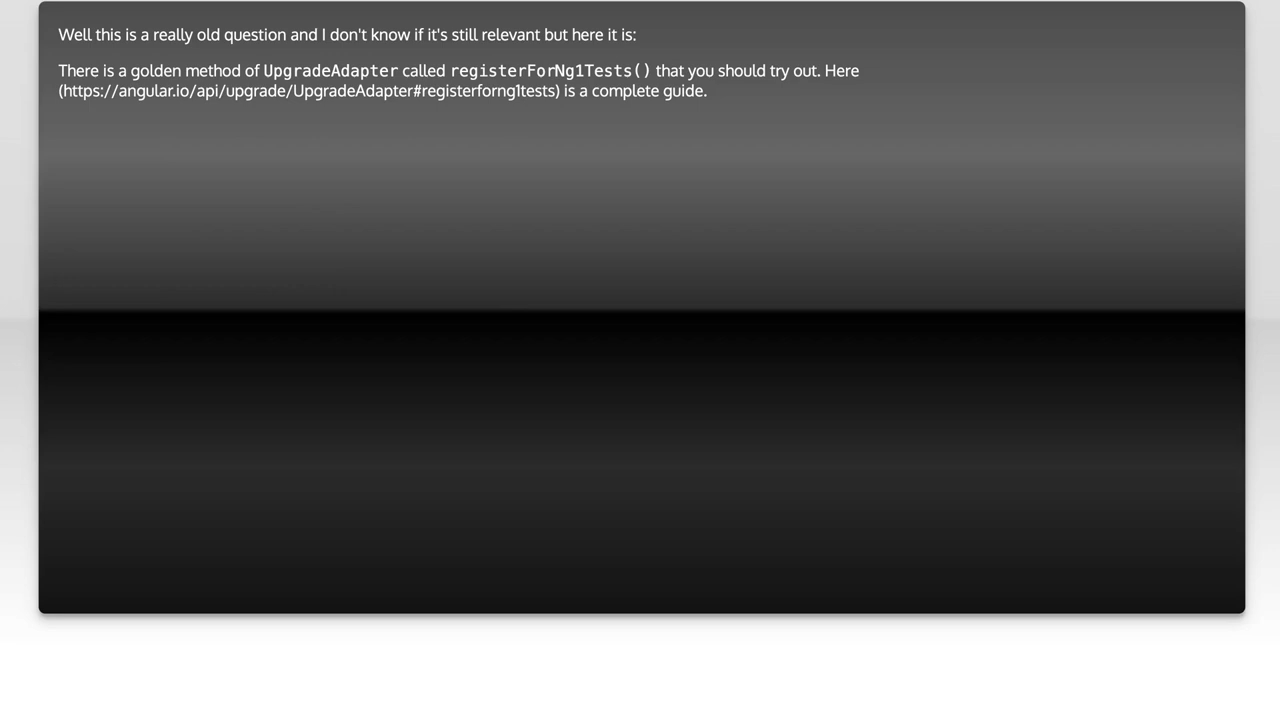 Well this is a really old question and I don't know if it's still relevant but here it is:
There is a golden method of UpgradeAdapter called registerForNg1Tests() that you should try out. Here
(https://angular.io/api/upgrade/UpgradeAdapter#registerforng1tests) is a complete guide.